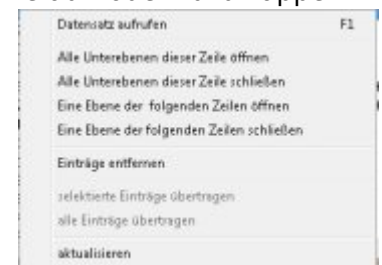 Datensatz aufrufen F1
Alle Unterebenen dieser Zeile öffnen
Alle Unterebenen dieser Zeile schließen
Eine Ebene der folgenden Zeilen öffnen
Eine Ebene der folgenden Zeilen schließen
Einträge entfernen
selektierte Einträge übertragen
alle Einträge übertragen
aktualisieren